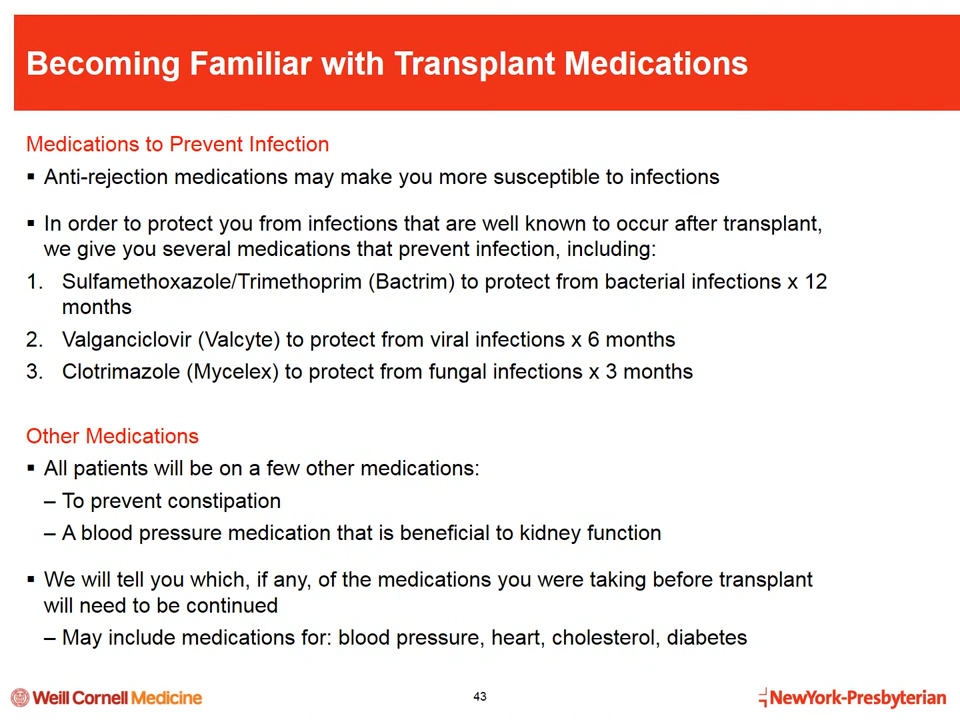 Becoming Familiar with Transplant Medications
Medications to Prevent Infection
▪ Anti-rejection medications may make you more susceptible to infections
▪ In order to protect you from infections that are well known to occur after transplant,
we give you several medications that prevent infection, including:
1. Sulfamethoxazole/Trimethoprim (Bactrim) to protect from bacterial infections x 12
months
2. Valganciclovir (Valcyte) to protect from viral infections x 6 months
3. Clotrimazole (Mycelex) to protect from fungal infections x 3 months
Other Medications
▪ All patients will be on a few other medications:
– To prevent constipation
– A blood pressure medication that is beneficial to kidney function
▪ We will tell you which, if any, of the medications you were taking before transplant
will need to be continued
– May include medications for: blood pressure, heart, cholesterol, diabetes
Weill Cornell Medicine
43
NewYork-Presbyterian